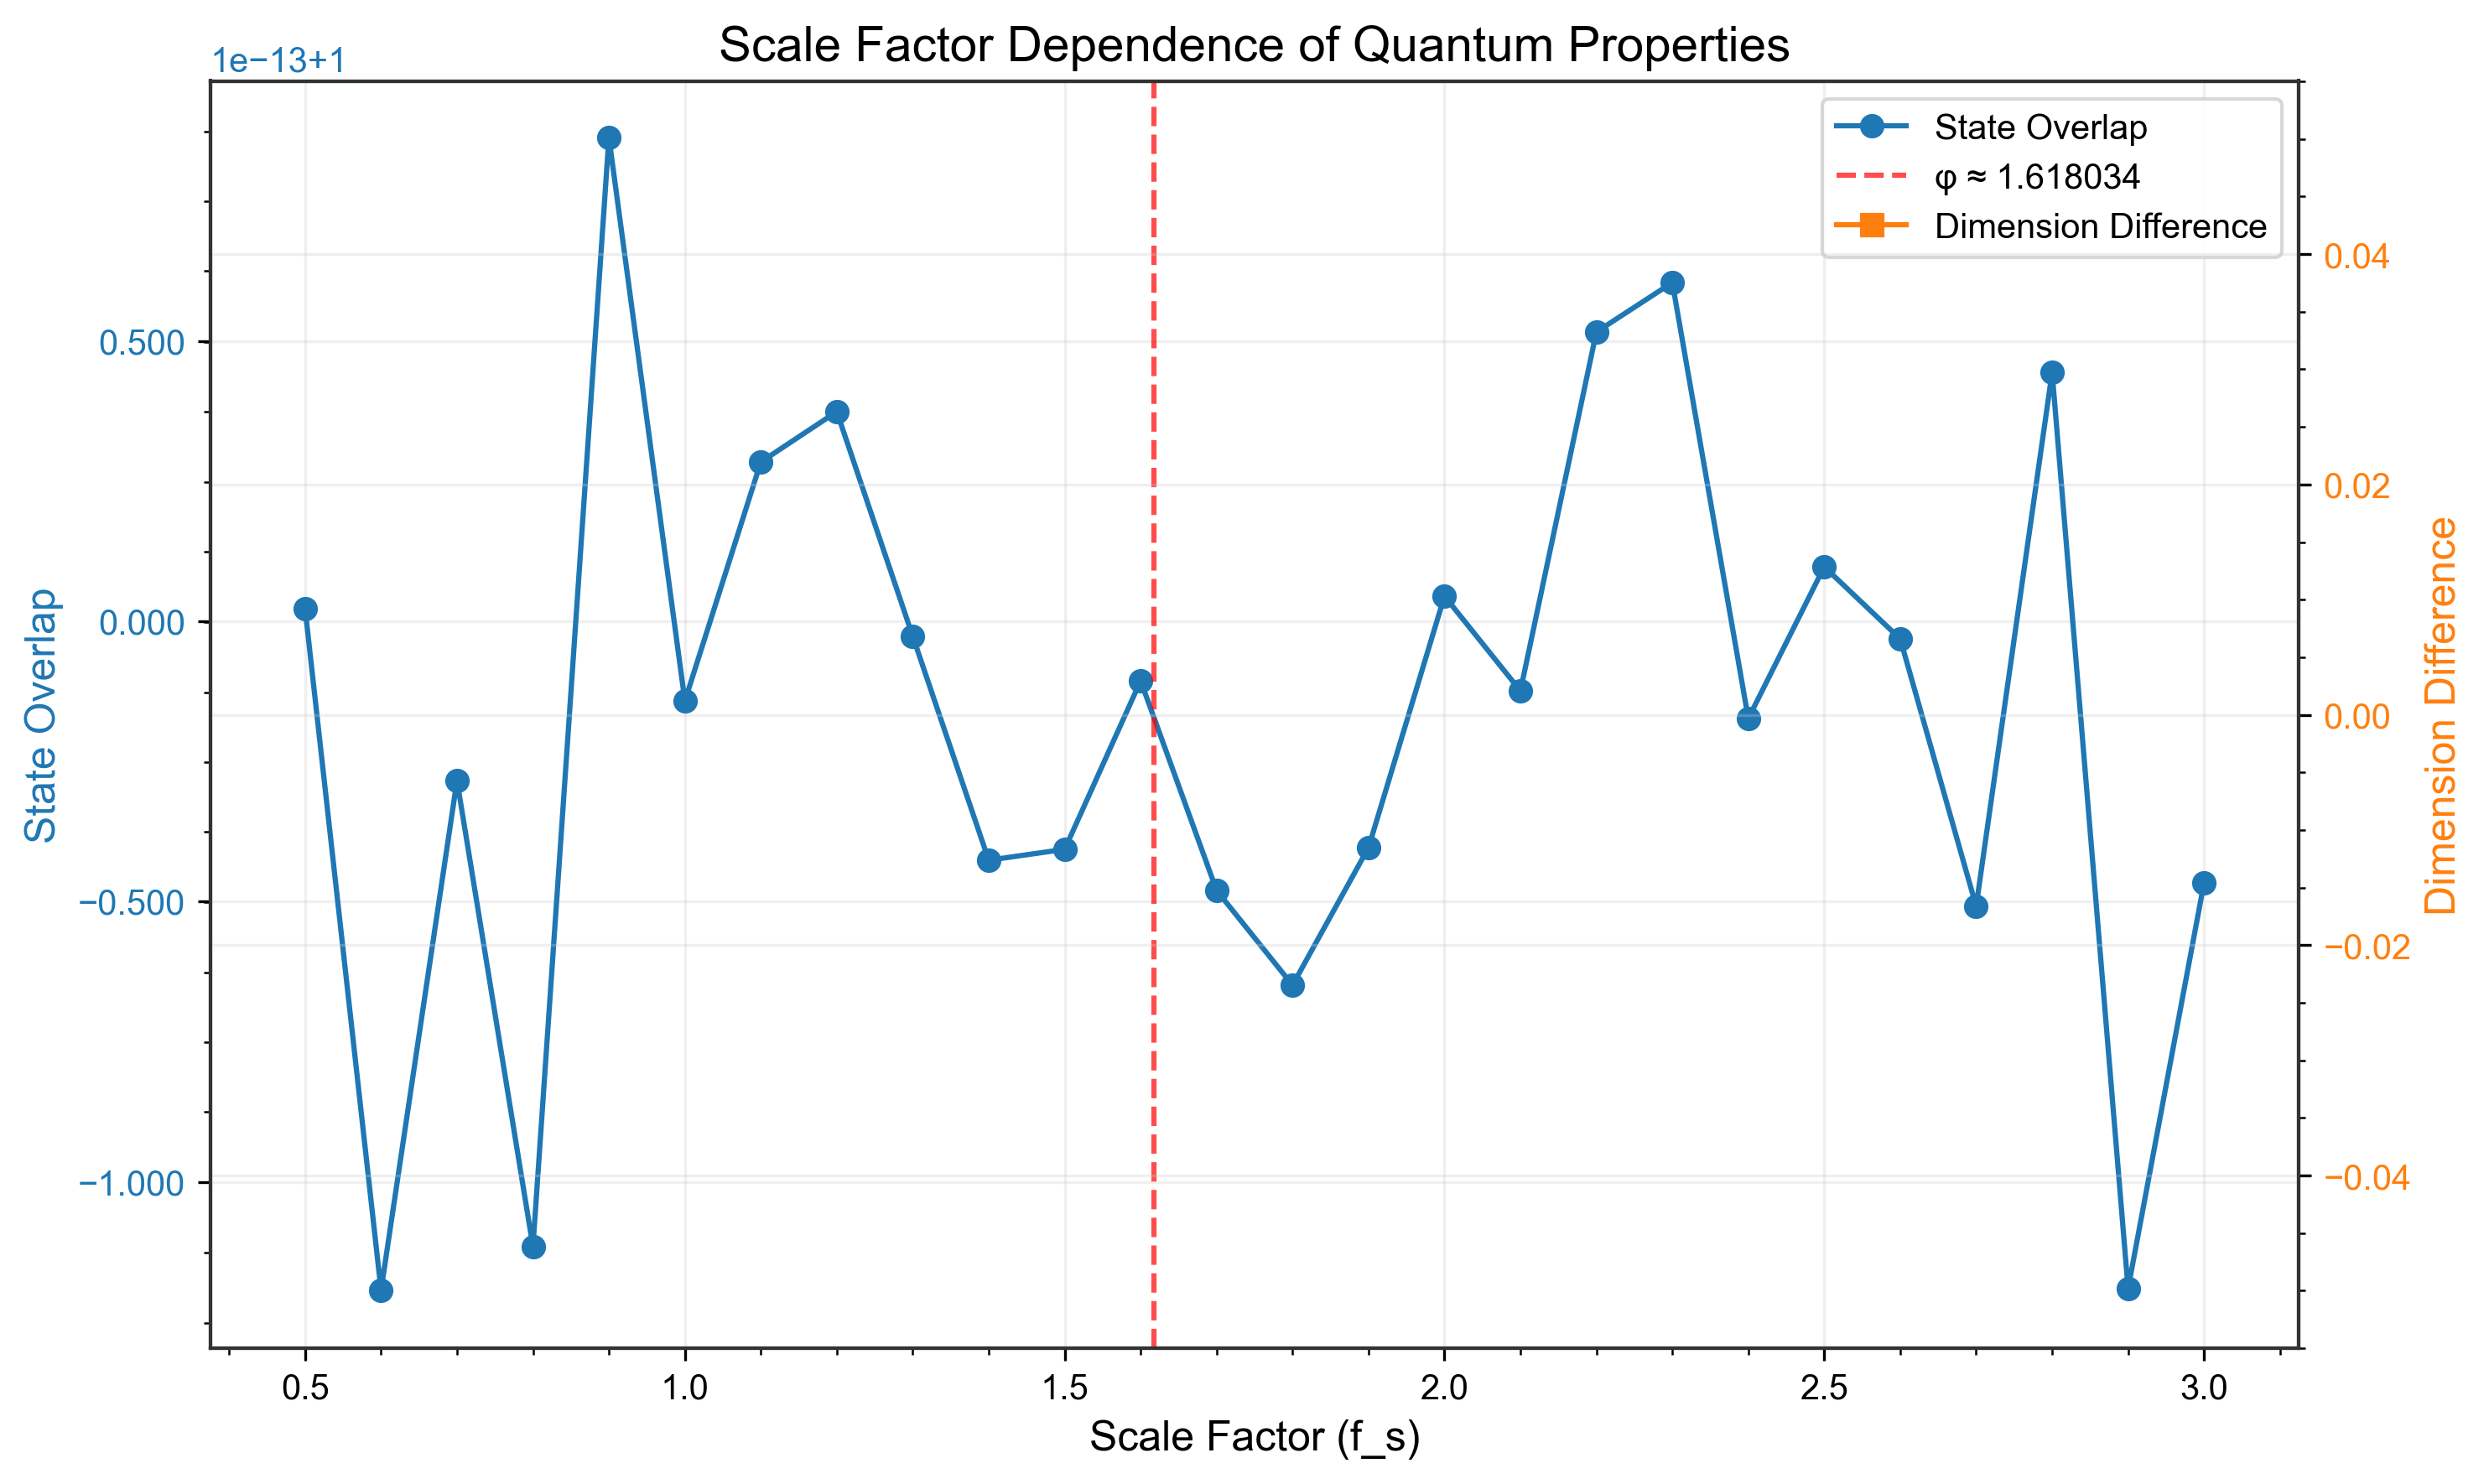 Scale Factor Dependence of Quantum Properties
1e−13+1
State Overlap
φ ≈ 1.618034
Dimension Difference
0.500
0.000
−0.500
−1.000
State Overlap
0.04
0.02
0.00
−0.02
−0.04
Dimension Difference
0.5 1.0 1.5 2.0 2.5 3.0
Scale Factor (f_s)